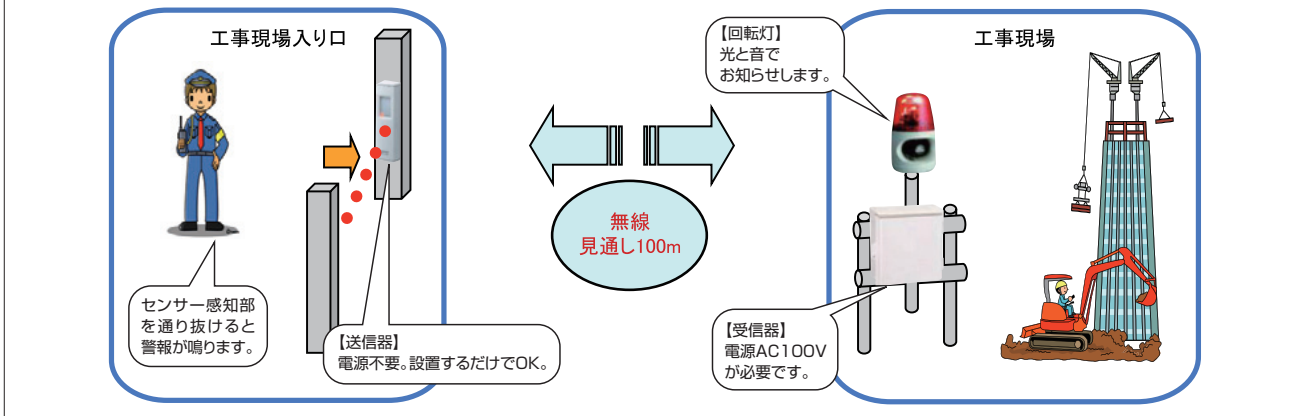 工事現場入り口
センサー感知部
を通り抜けると
警報が鳴ります。
【送信器】
電源不要。設置するだけでOK。
無線
見通し100m
【回転灯】
光と音で
お知らせします。
工事現場
【受信器】
電源AC100V
が必要です。